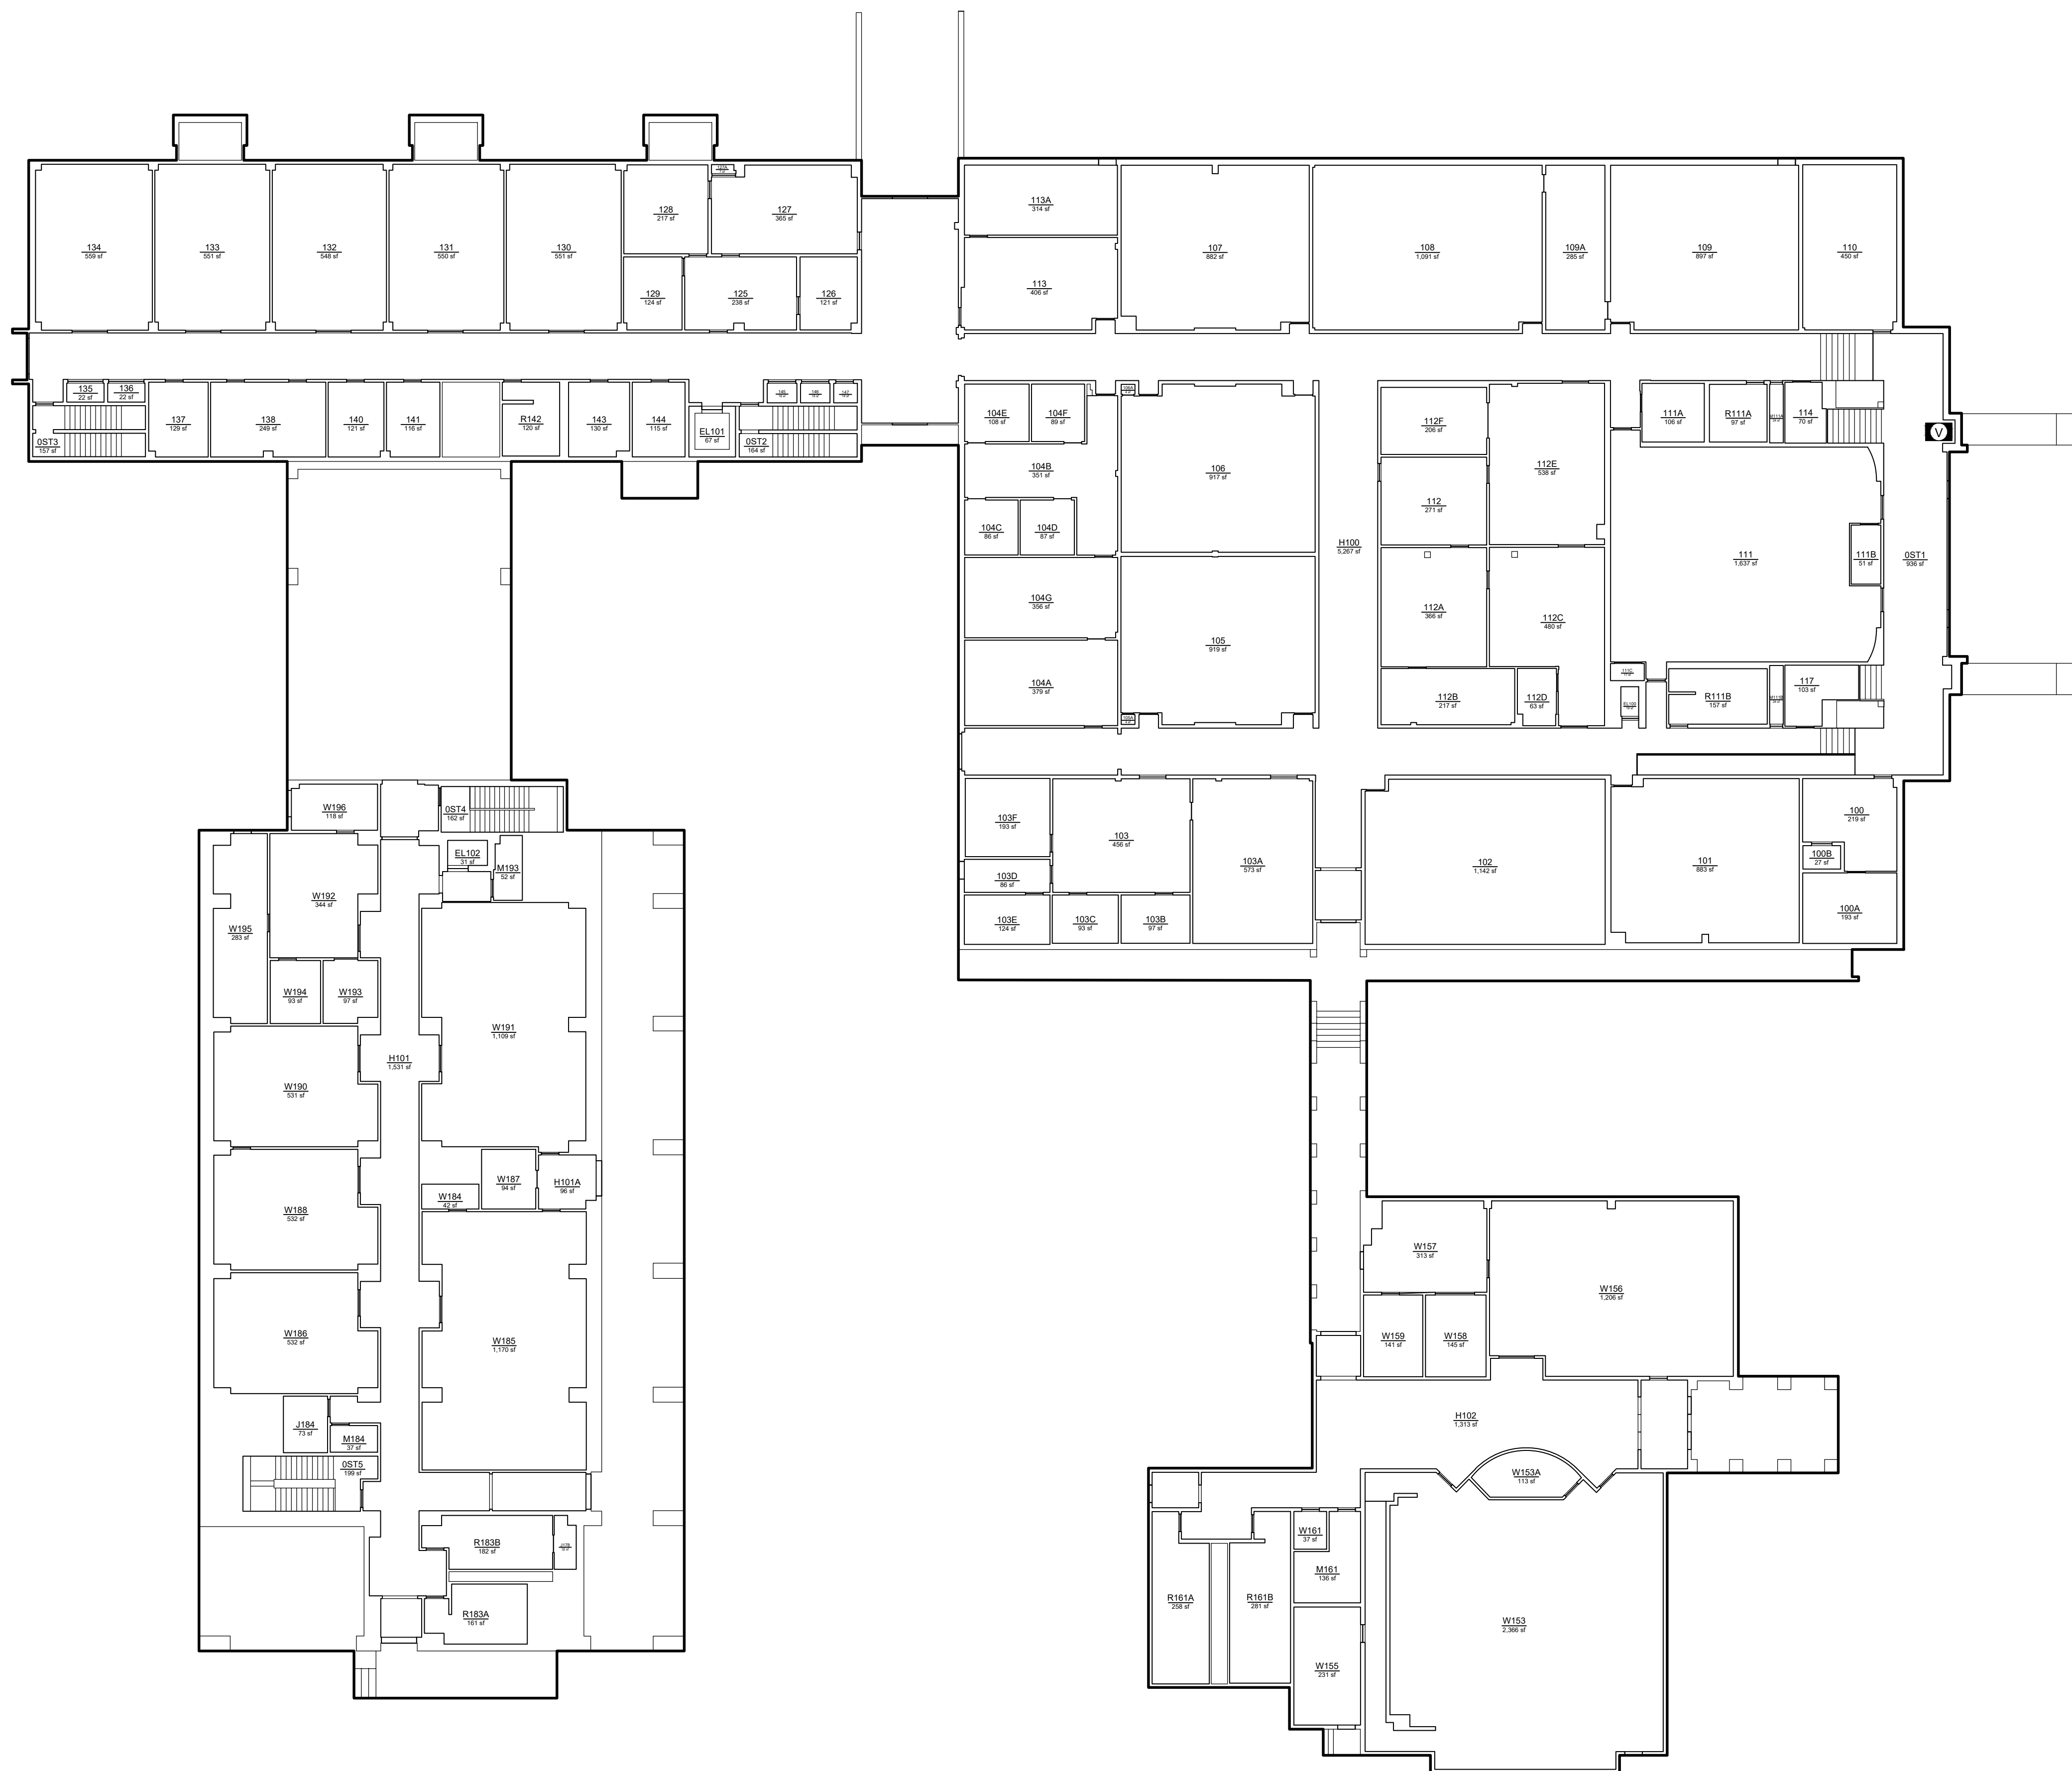 134
559 sf
133
551 sf
132
548 sf
131
550 sf
130
551 sf
128
217 sf
127
365 sf
129
124 sf
125
238 sf
126
121 sf
135
22 sf
136
22 sf
137
129 sf
138
249 sf
140
121 sf
141
116 sf
R142
120 sf
143
130 sf
144
115 sf
EL101
67 sf
0ST3
157 sf
0ST2
164 sf
113A
314 sf
113
406 sf
107
882 sf
108
1,091 sf
109A
285 sf
109
897 sf
110
450 sf
104E
108 sf
104F
89 sf
104B
351 sf
104C
86 sf
104D
87 sf
104G
356 sf
104A
379 sf
106
917 sf
105
919 sf
H100
5,267 sf
112F
206 sf
112
271 sf
112E
538 sf
112A
366 sf
112C
480 sf
112B
217 sf
112D
63 sf
111A
106 sf
R111A
97 sf
114
70 sf
V
111
1,637 sf
111B
51 sf
0ST1
936 sf
R111B
157 sf
117
103 sf
103F
193 sf
103
456 sf
103A
573 sf
103D
86 sf
103E
124 sf
103C
93 sf
103B
97 sf
102
1,142 sf
101
883 sf
100
219 sf
100B
27 sf
100A
193 sf
W196
118 sf
0ST4
162 sf
EL102
31 sf
M193
52 sf
W192
344 sf
W195
283 sf
W194
93 sf
W193
97 sf
W191
1,109 sf
H101
1,531 sf
W190
531 sf
W188
532 sf
W187
94 sf
H101A
96 sf
W184
42 sf
W186
532 sf
W185
1,170 sf
J184
73 sf
M184
37 sf
0ST5
199 sf
R183B
182 sf
R183A
161 sf
W157
313 sf
W156
1,206 sf
W159
141 sf
W158
145 sf
H102
1,313 sf
W153A
113 sf
W161
37 sf
M161
136 sf
R161A
258 sf
R161B
281 sf
W155
231 sf
W153
2,366 sf